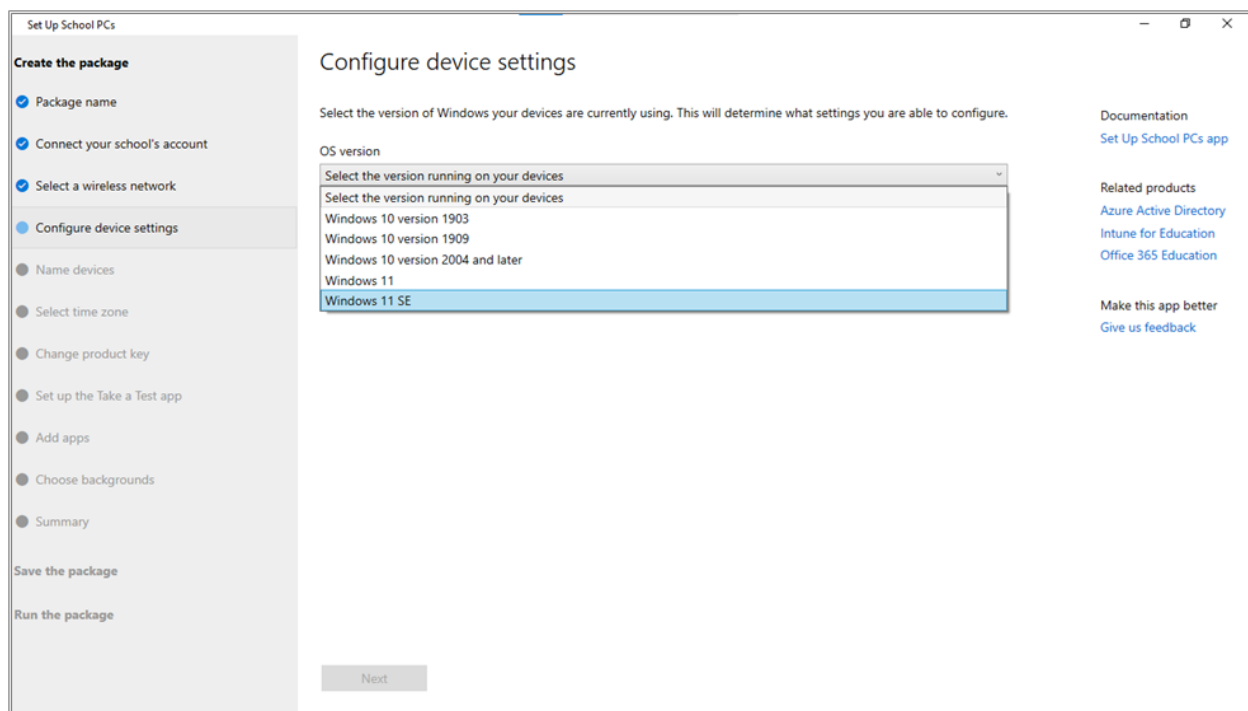 Set Up School PCs
Create the package
Package name
Connect your school's account
Select a wireless network
Configure device settings
Name devices
Select time zone
Change product key
Set up the Take a Test app
Add apps
Choose backgrounds
Summary
Save the package
Run the package
Configure device settings
Select the version of Windows your devices are currently using. This will determine what settings you are able to configure.
OS version
Select the version running on your devices
Select the version running on your devices
Windows 10 version 1903
Windows 10 version 1909
Windows 10 version 2004 and later
Windows 11
Windows 11 SE
Next
Documentation
Set Up School PCs app
Related products
Azure Active Directory
Intune for Education
Office 365 Education
Make this app better
Give us feedback